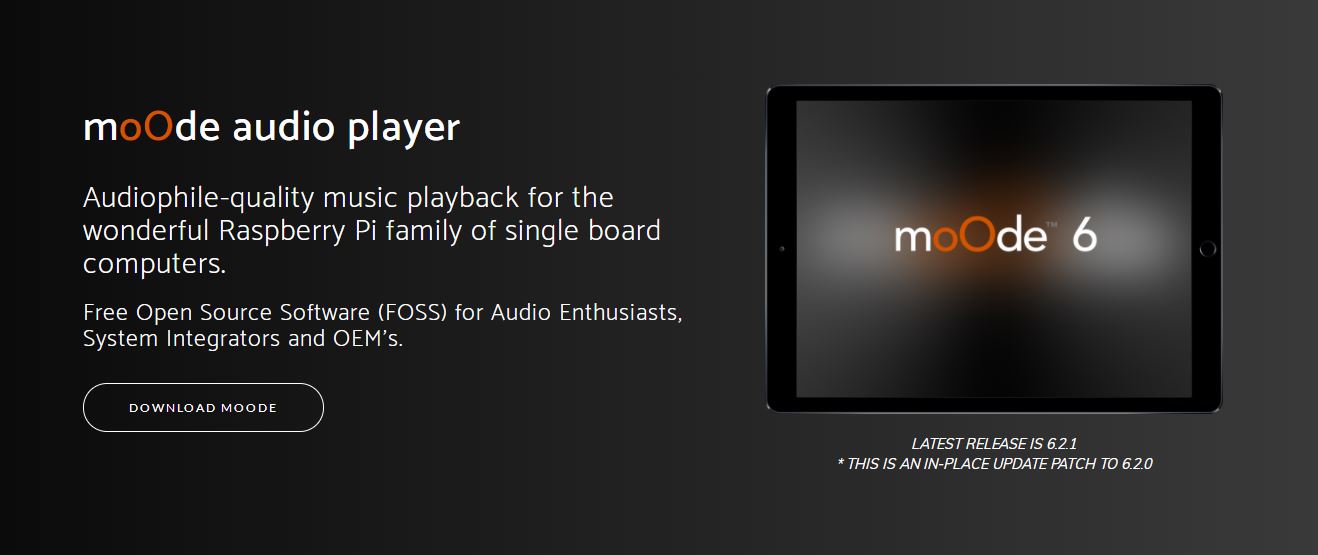 moOde audio player
Audiophile-quality music playback for the
wonderful Raspberry Pi family of single board
computers.
Free Open Source Software (FOSS) for Audio Enthusiasts,
System Integrators and OEM's.
DOWNLOAD MOODE
moOde™ 6
LATEST RELEASE IS 6.2.1
* THIS IS AN IN-PLACE UPDATE PATCH TO 6.2.0